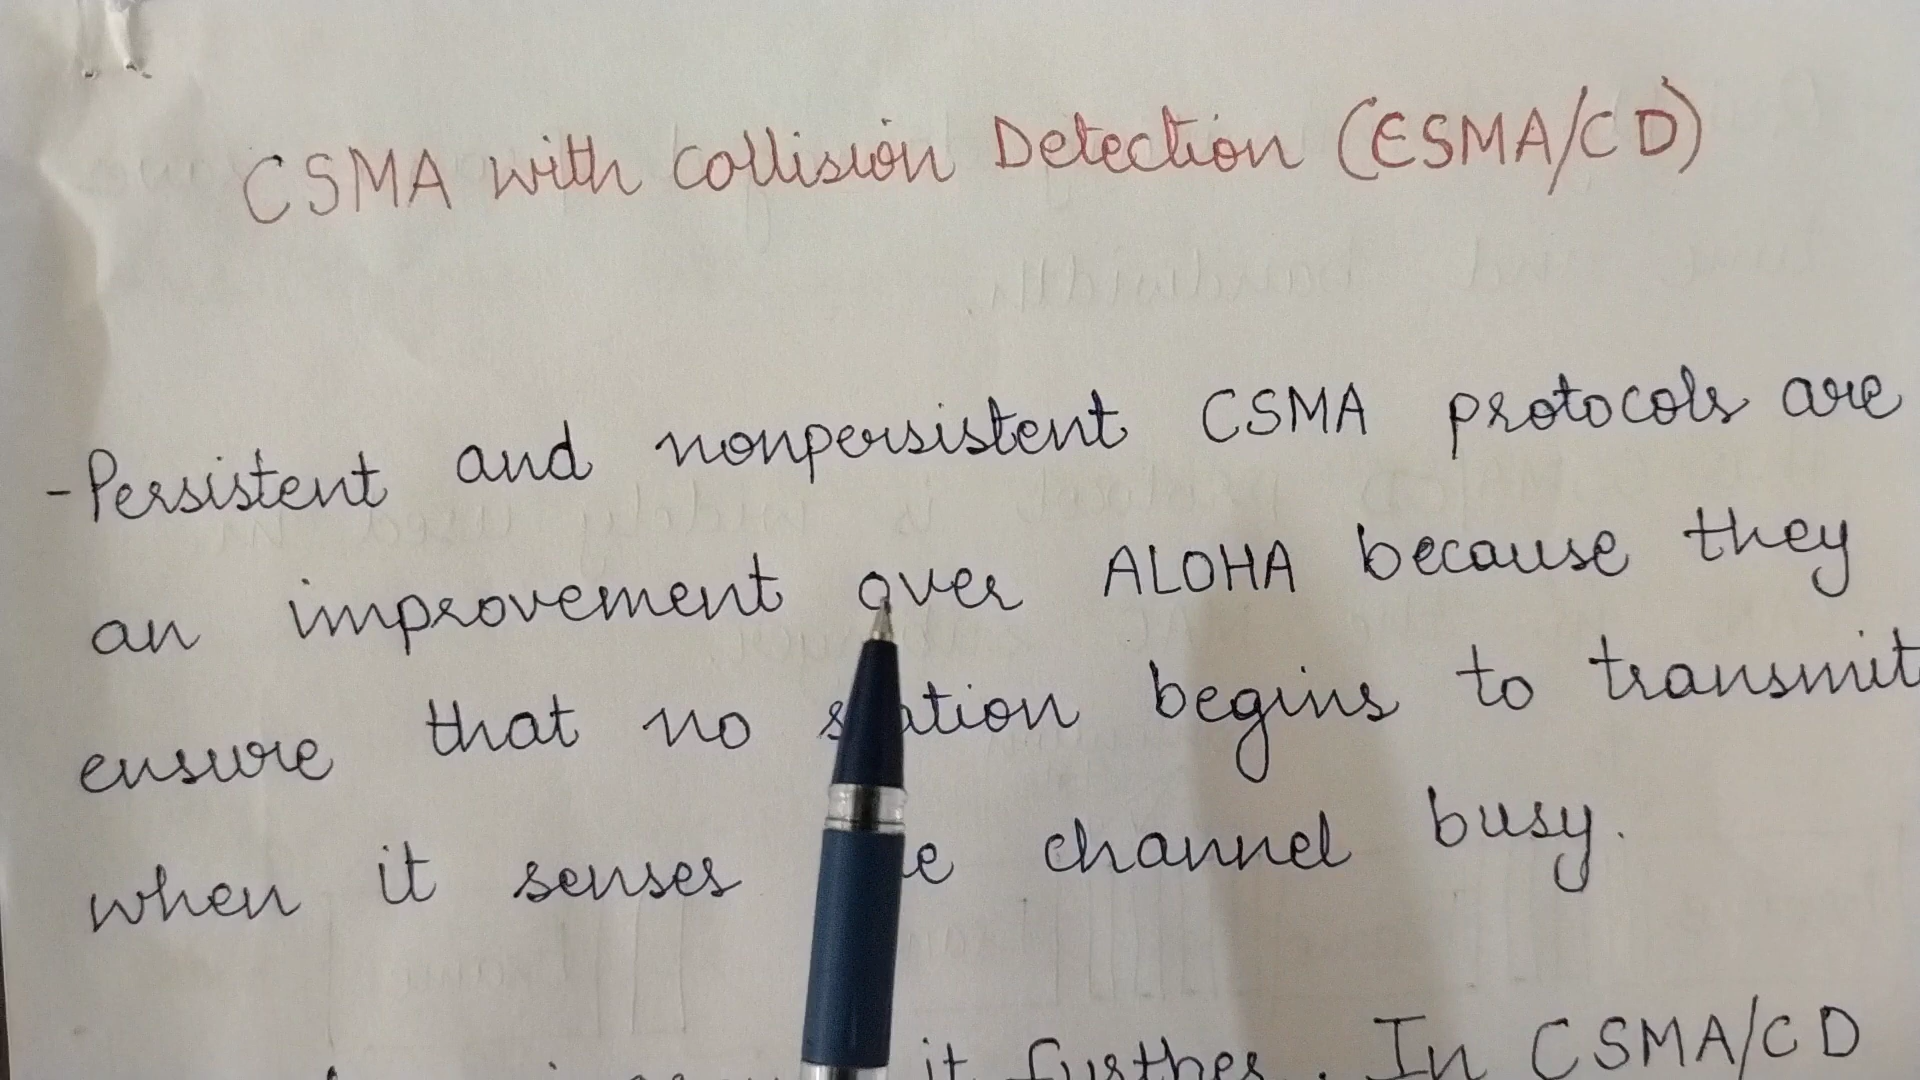 CSMA with Collision Detection (CSMA/CD)
-Persistent and nonpersistent CSMA protocols are
an improvement over ALOHA because they
ensure that no station begins to transmit
when it senses channel busy.
it further. In CSMA/CD